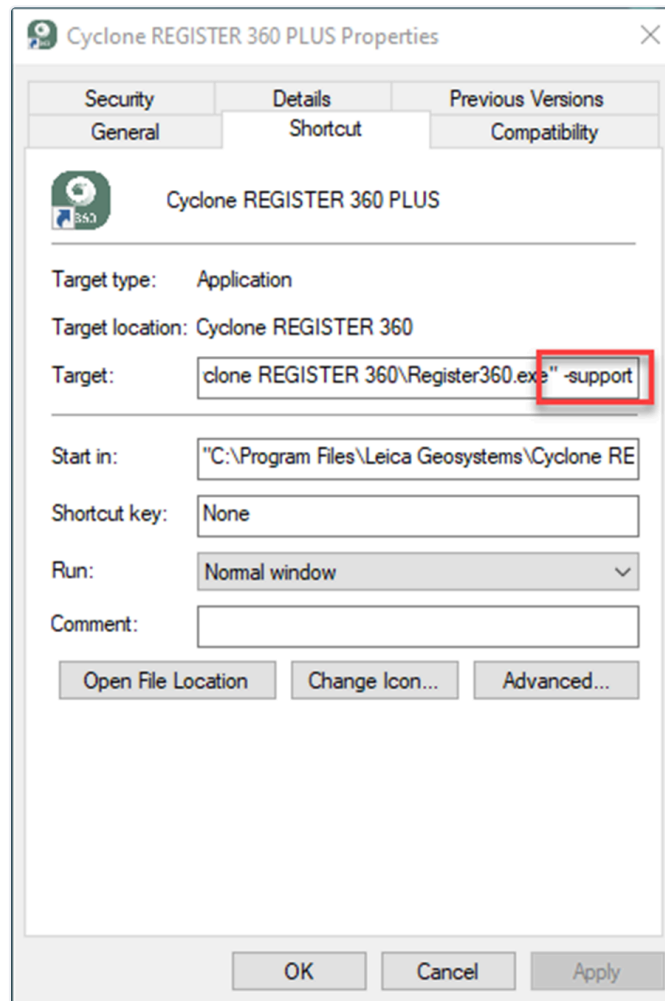 Cyclone REGISTER 360 PLUS Properties
Security Details Previous Versions
General Shortcut Compatibility
360
Cyclone REGISTER 360 PLUS
Target type: Application
Target location: Cyclone REGISTER 360
Target: clone REGISTER 360\Register360.exe" -support
Start in: "C:\Program Files\Leica Geosystems\Cyclone RE
Shortcut key: None
Run: Normal window
Comment:
Open File Location Change Icon... Advanced...
OK Cancel Apply